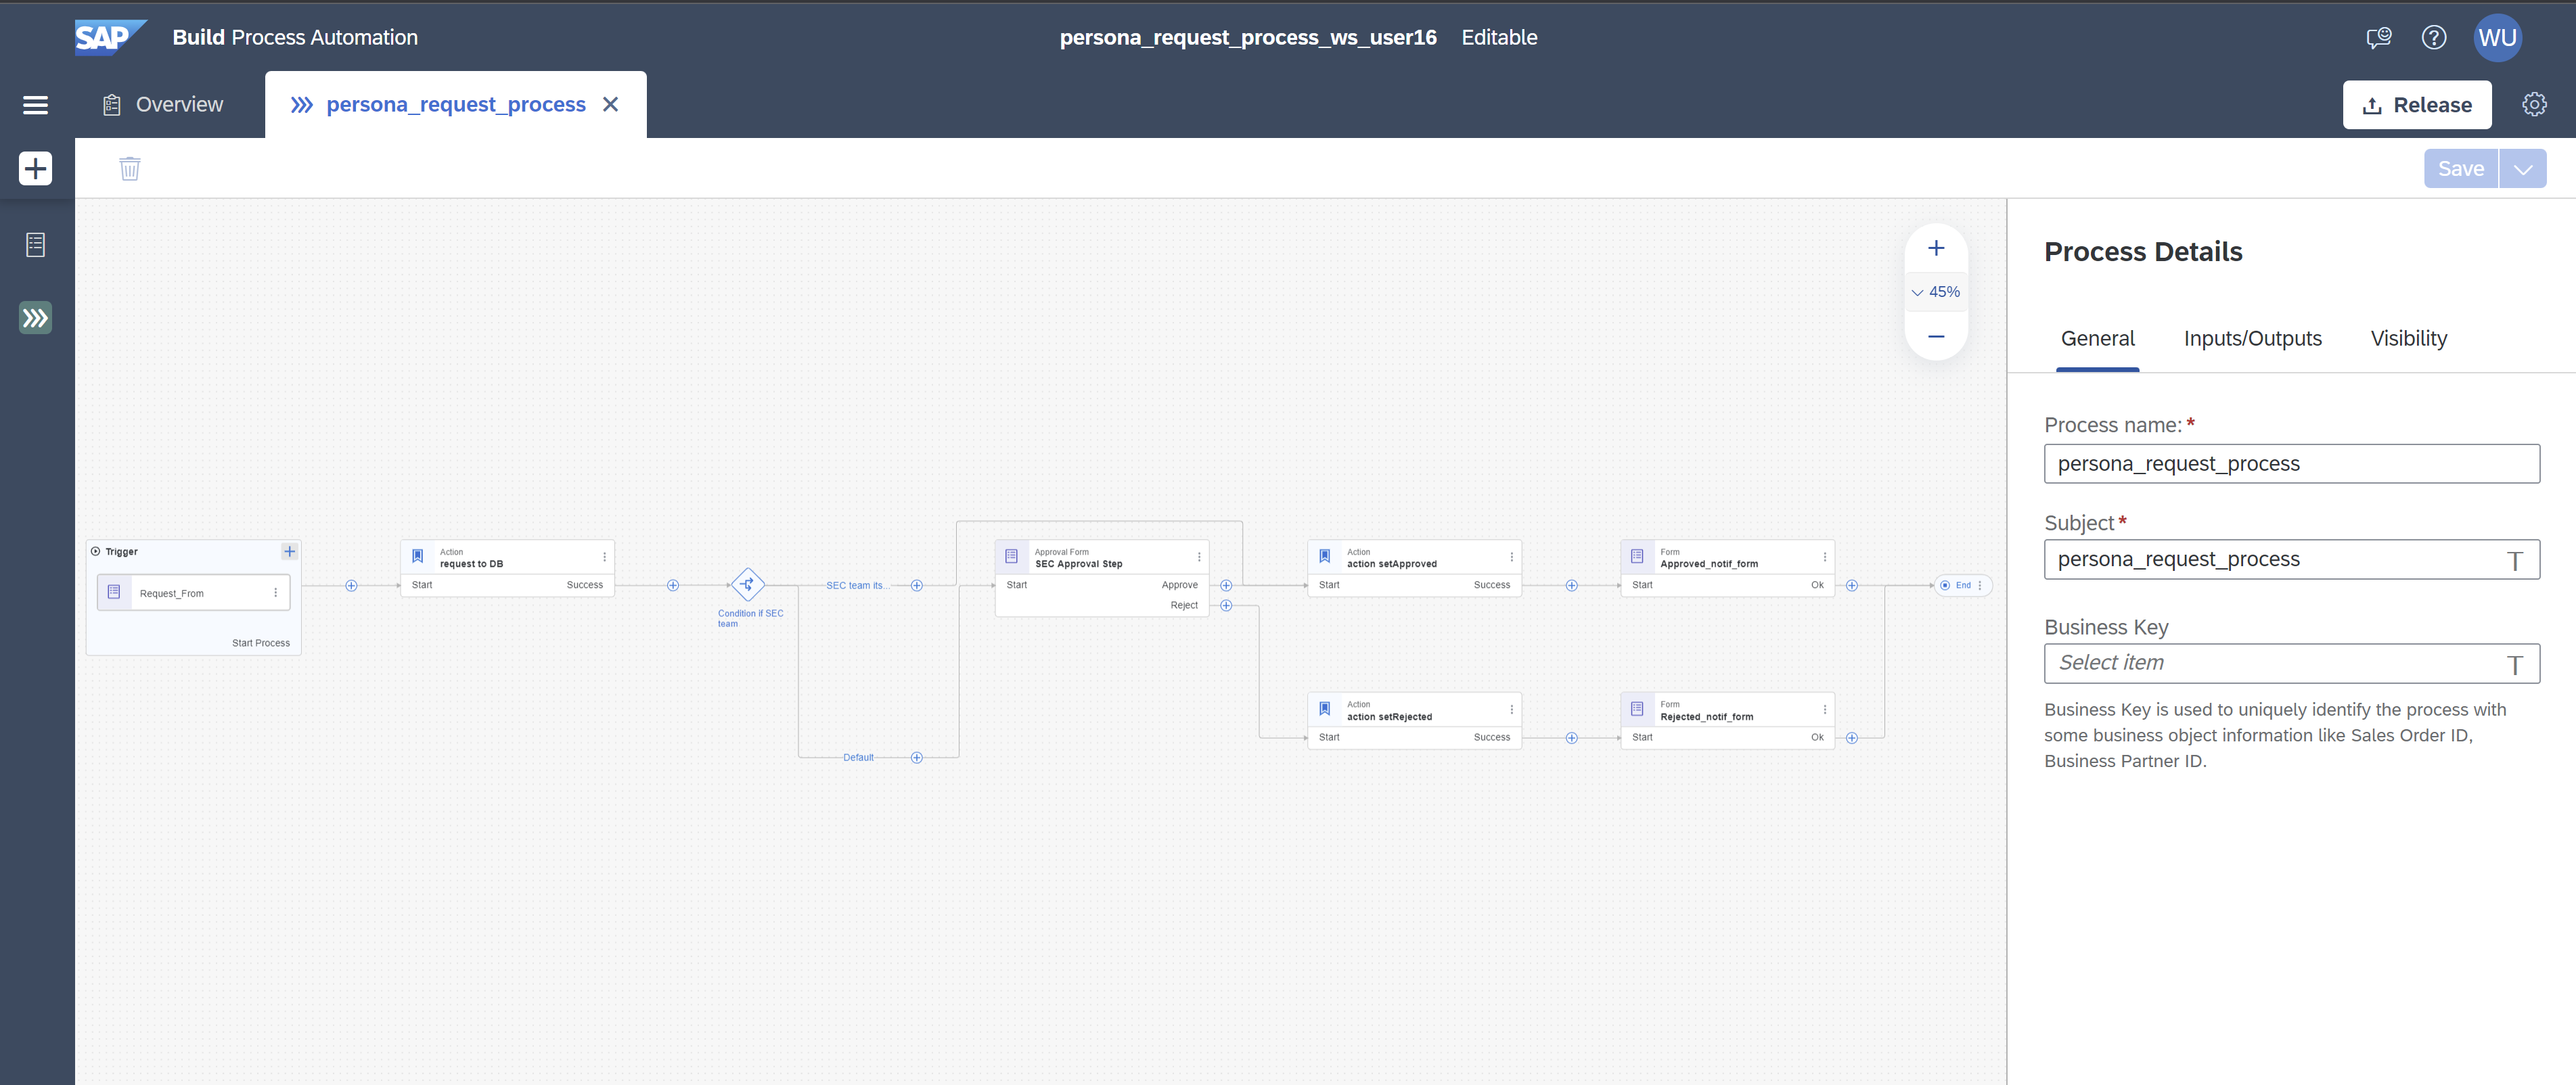 SAP Build Process Automation
persona_request_process_ws_user16 Editable
WU
Overview
persona_request_process
Release
Save
45%
Trigger
Request_From
Start Process
Action
request to DB
Start Success
Condition if SEC
team
SEC team its...
Default
Approval Form
SEC Approval Step
Start Approve
Reject
Action
action setApproved
Start Success
Form
Approved_notif_form
Start Ok
End
Action
action setRejected
Start Success
Form
Rejected_notif_form
Start Ok
Process Details
General Inputs/Outputs Visibility
Process name:*
persona_request_process
Subject*
persona_request_process
Business Key
Select item
Business Key is used to uniquely identify the process with
some business object information like Sales Order ID,
Business Partner ID.